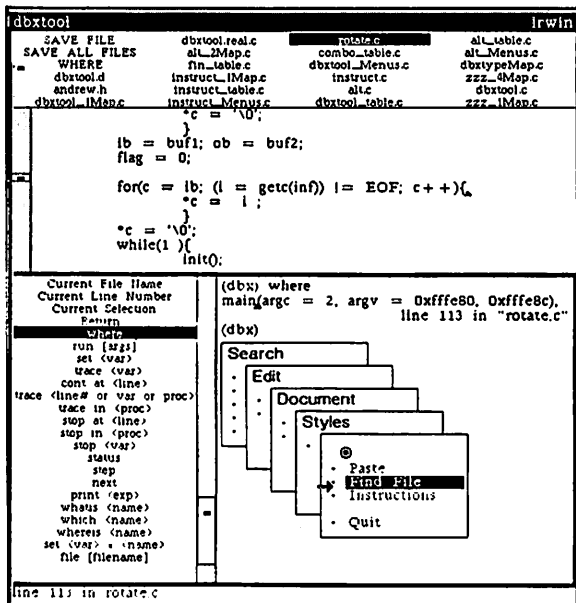 dbxtool Irwin
SAVE FILE dbxtool.real.c rotate.c alt_table.c
SAVE ALL FILES alt_2Map.c combo_table.c alt_Menus.c
WHERE fin_table.c dbxtool_Menus.c dbxtypeMap.c
dbxtool.d instruct_1Map.c instruct.c zzz_4Map.c
andrew.h instruct_table.c alt.c dbxtool.c
dbxtool_1Map.c instruct_Menus.c dbxtool_table.c zzz_1Map.c
*c = '\0';
}
ib = buf1; ob = buf2;
flag = 0;
for(c = ib; (i = getc(inf)) != EOF; c++){
*c = i ;
}
*c = '\0';
while(1 ){
init();
Current File Name
Current Line Number
Current Selection
Return
where
run [args]
set <var>
trace <var>
cont at <line>
trace <line# or var or proc>
trace in <proc>
stop at <line>
stop in <proc>
stop <var>
status
step
next
print <exp>
whatis <name>
which <name>
whereis <name>
set <var> = <name>
file [filename]
(dbx) where
main(argc = 2, argv = 0xfffe80, 0xfffe8c),
line 113 in "rotate.c"
(dbx)
Search
Edit
Document
Styles
Paste
Find File
Instructions
Quit
line 113 in rotate.c